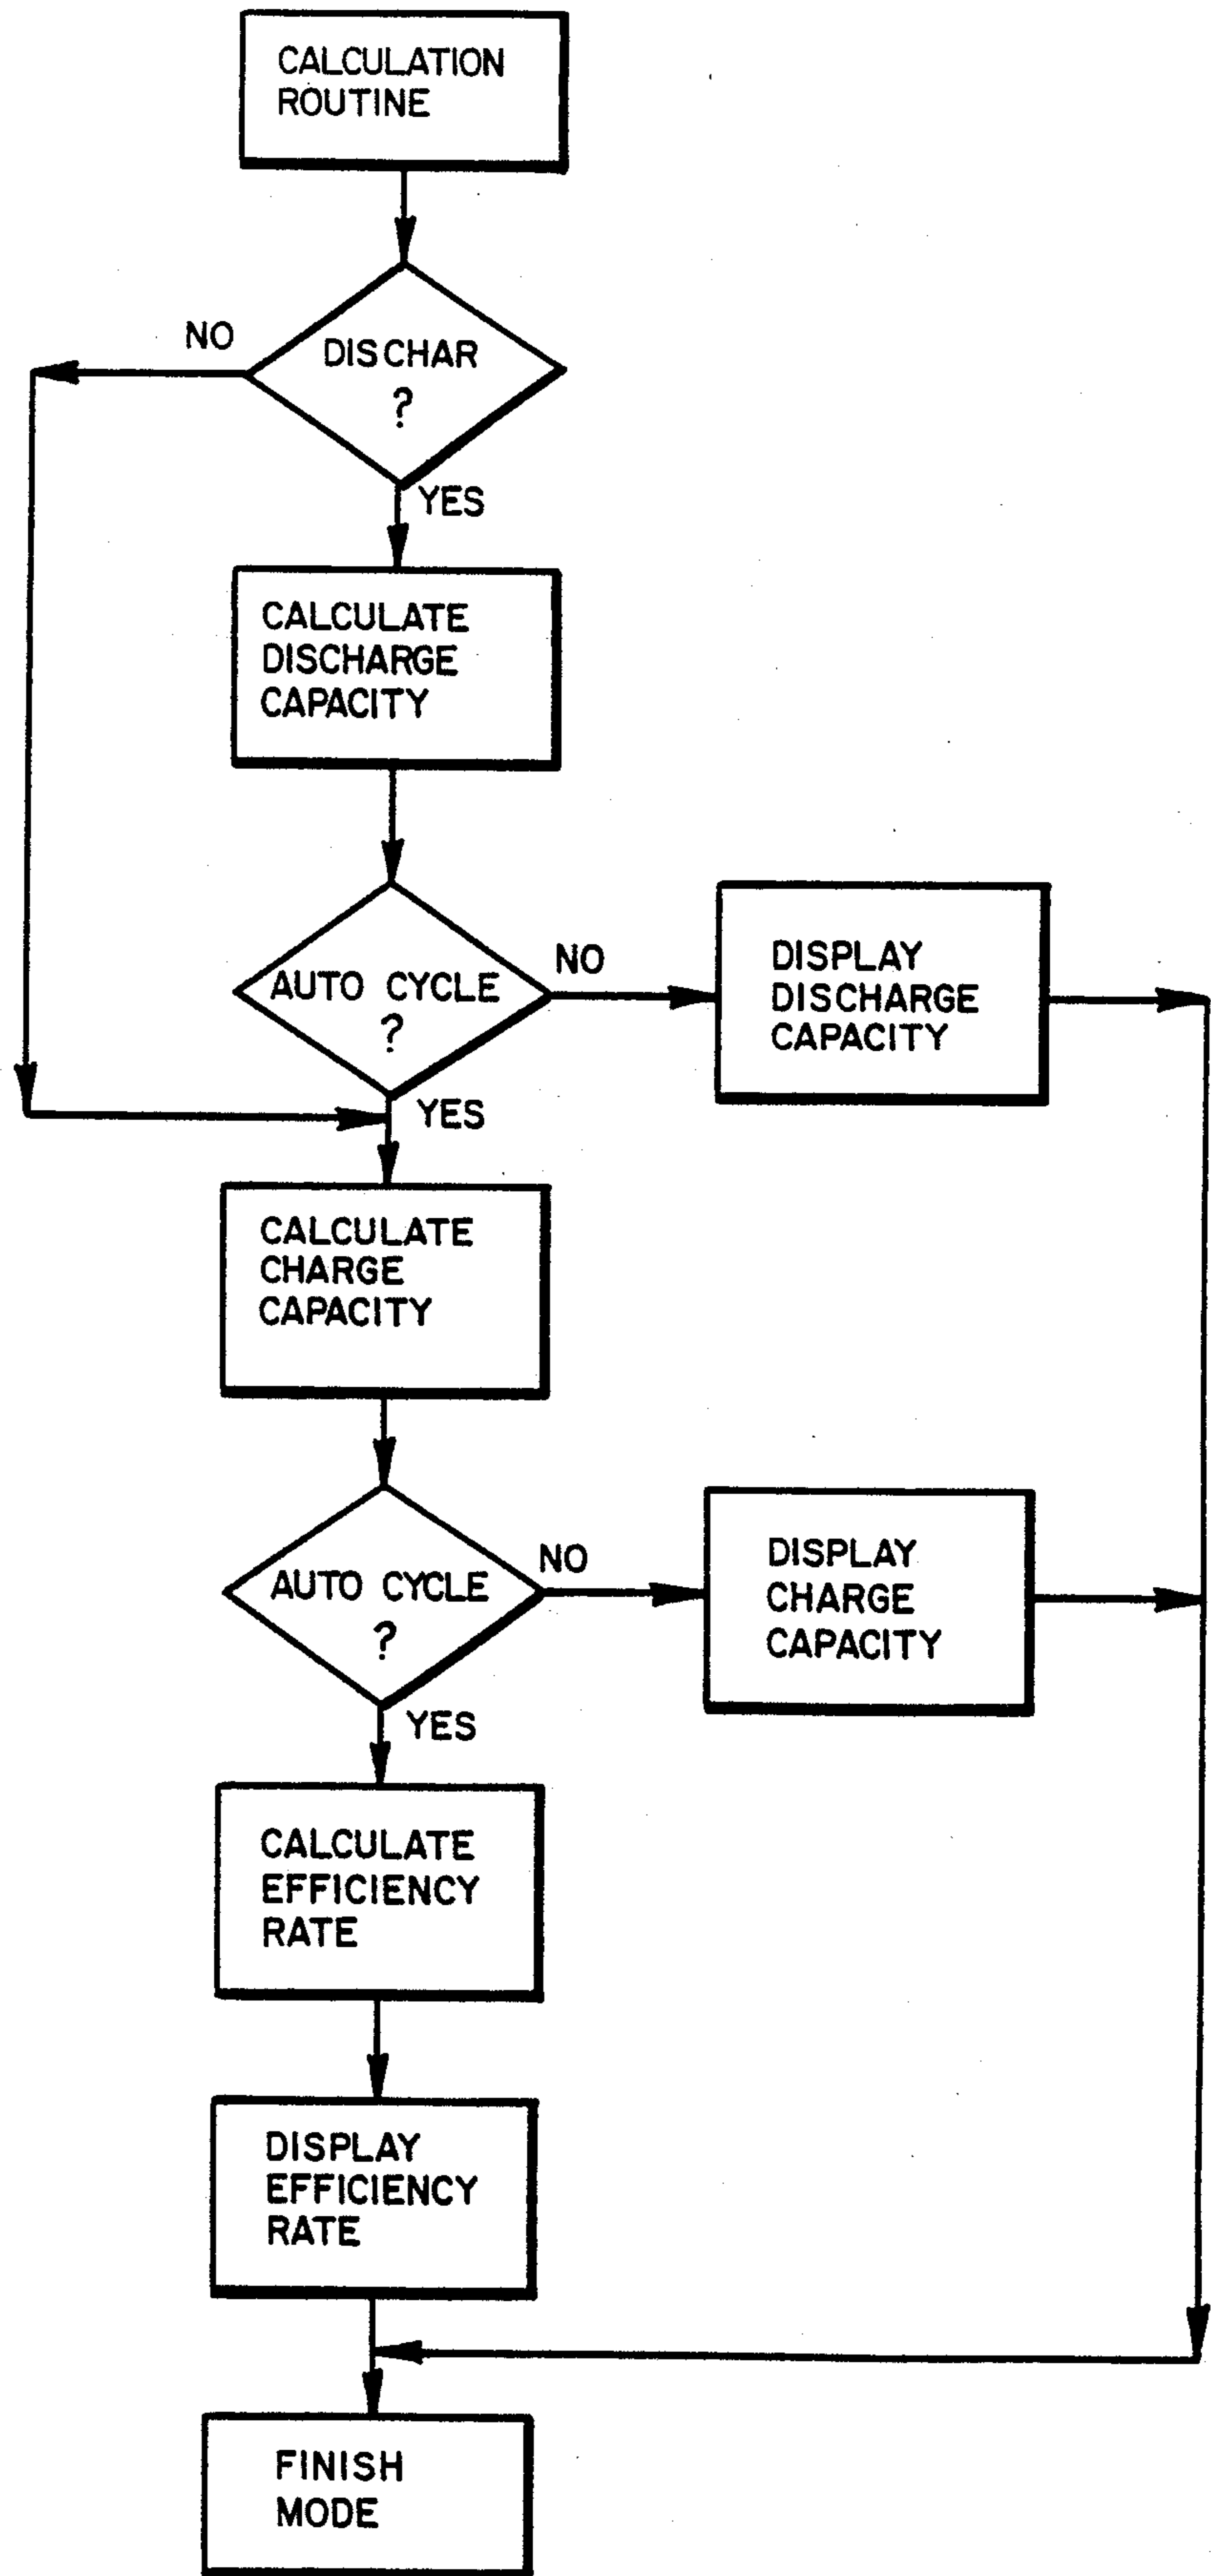 CALCULATION
ROUTINE
NO
DISCHAR
?
YES
CALCULATE
DISCHARGE
CAPACITY
AUTO CYCLE
?
NO
DISPLAY
DISCHARGE
CAPACITY
YES
CALCULATE
CHARGE
CAPACITY
AUTO CYCLE
?
NO
DISPLAY
CHARGE
CAPACITY
YES
CALCULATE
EFFICIENCY
RATE
DISPLAY
EFFICIENCY
RATE
FINISH
MODE